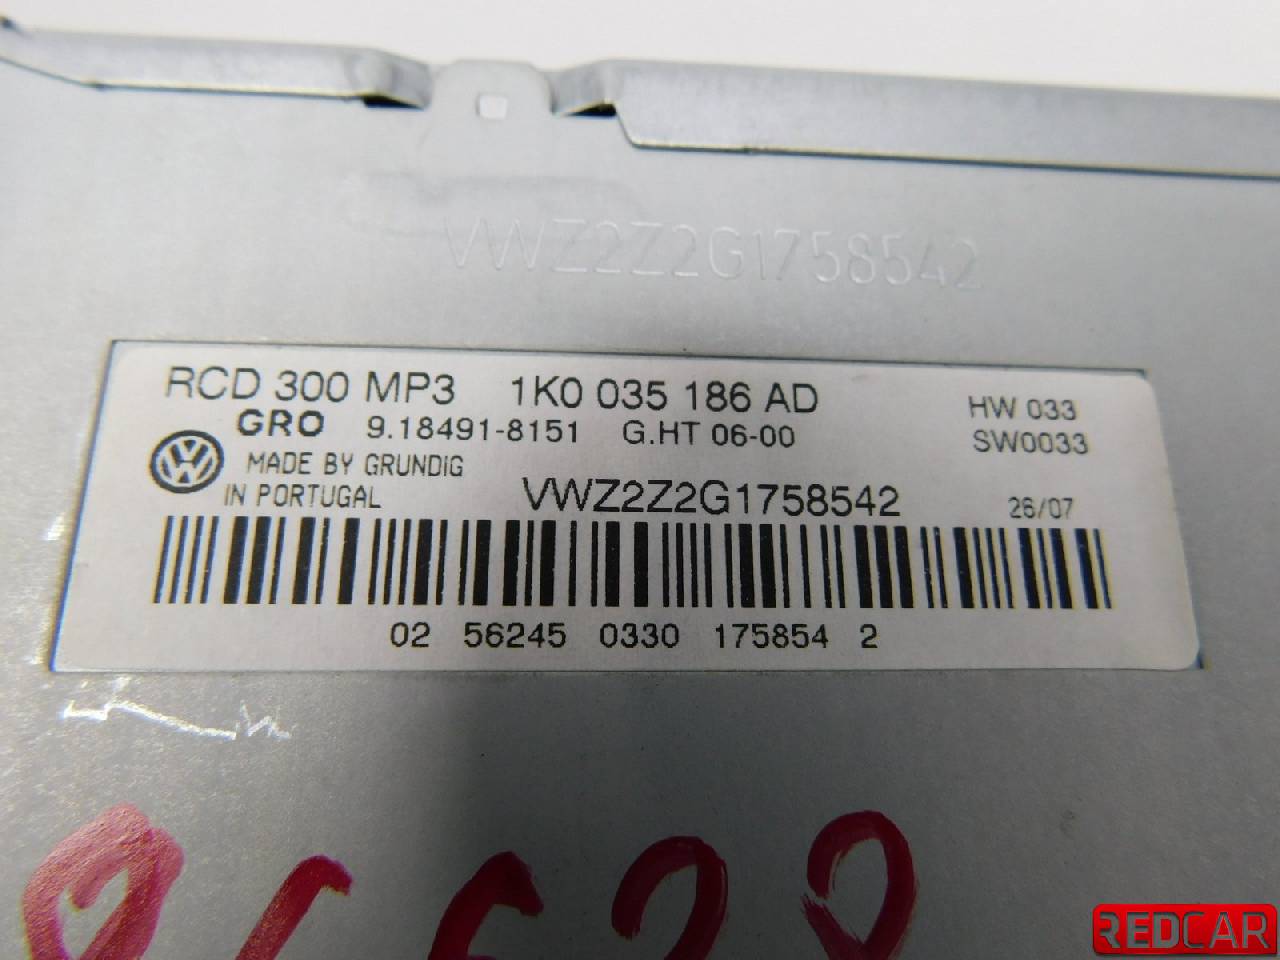 VWZ2Z2G1758542
RCD 300 MP3 1K0 035 186 AD
HW 033
GRO 9.18491-8151 G.HT 06-00
SW0033
MADE BY GRUNDIG
IN PORTUGAL
VWZ2Z2G1758542
26/07
02 56245 0330 175854 2
REDCAR